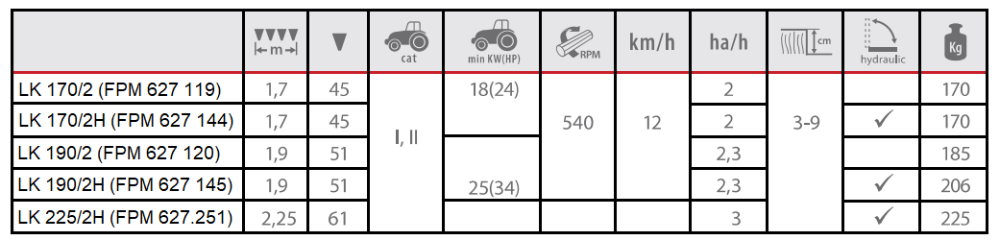 m
cat
min KW(HP)
RPM
km/h
ha/h
cm
hydraulic
Kg
LK 170/2 (FPM 627 119) 1,7 45 18(24) 2 170
LK 170/2H (FPM 627 144) 1,7 45 I, II 540 12 2 3-9 ✓ 170
LK 190/2 (FPM 627 120) 1,9 51 2,3 185
LK 190/2H (FPM 627 145) 1,9 51 25(34) 2,3 ✓ 206
LK 225/2H (FPM 627.251) 2,25 61 3 ✓ 225